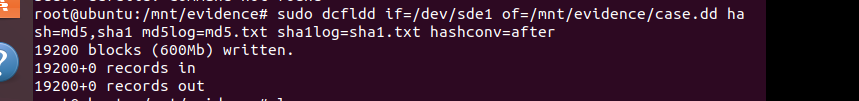 root@ubuntu:/mnt/evidence# sudo dcfldd if=/dev/sde1 of=/mnt/evidence/case.dd ha
sh=md5,sha1 md5log=md5.txt sha1log=sha1.txt hashconv=after
19200 blocks (600Mb) written.
19200+0 records in
19200+0 records out